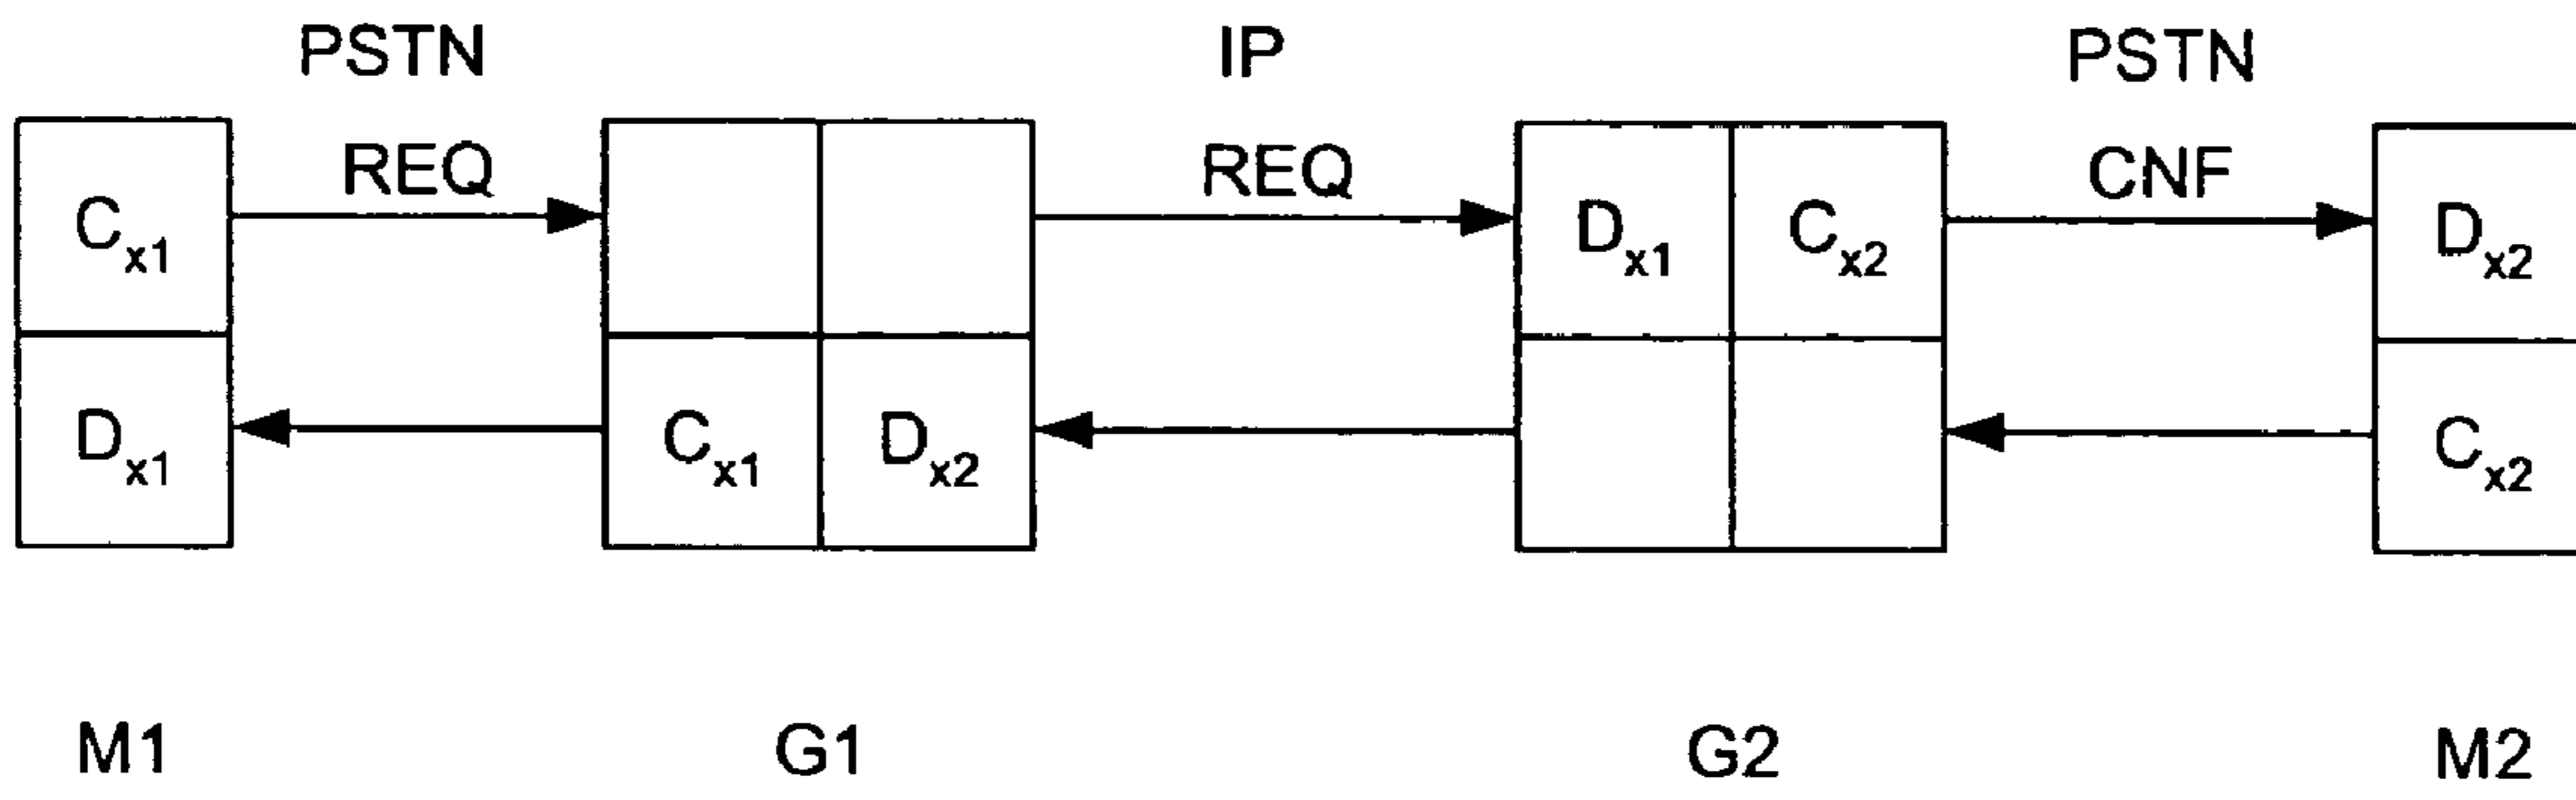 PSTN IP PSTN
REQ REQ CNF
Cx1 Dx1 Cx2 Dx2
Dx1 Cx1 Dx2 Cx2
M1 G1 G2 M2